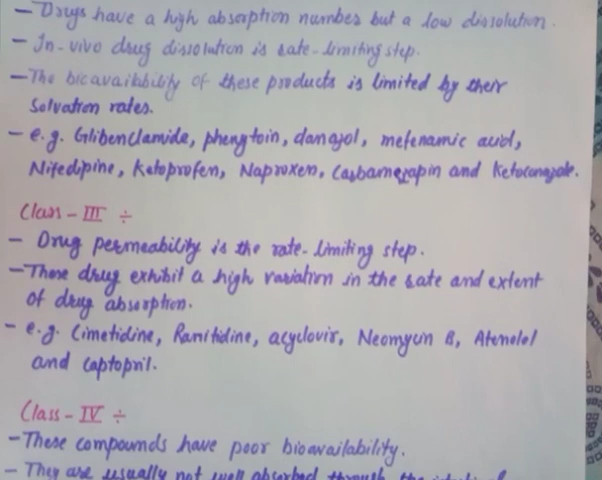 - Drugs have a high absorption number but a low dissolution.
- In-vivo drug dissolution is rate-limiting step.
- The bioavailability of these products is limited by their
Solvation rates.
- e.g. Glibenclamide, phenytoin, danazol, mefenamic acid,
Nifedipine, Ketoprofen, Naproxen, Carbamezapin and Ketoconazole.
Class - III ÷
- Drug permeability is the rate-limiting step.
- These drug exhibit a high variation in the rate and extent
of drug absorption.
- e.g. Cimetidine, Ranitidine, acyclovir, Neomycin B, Atenolol
and Captopril.
Class - IV ÷
- These compounds have poor bioavailability.
- They are usually not well absorbed through the